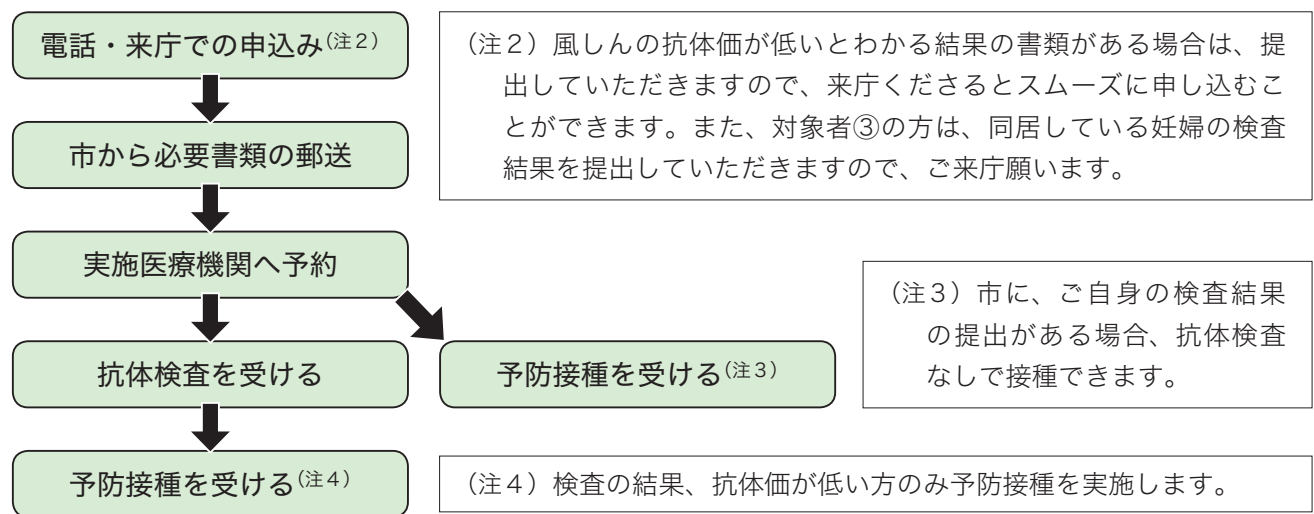 電話・来庁での申込み(注2)
(注2)風しんの抗体価が低いとわかる結果の書類がある場合は、提
出していただきますので、来庁くださるとスムーズに申し込むこ
とができます。また、対象者③の方は、同居している妊婦の検査
結果を提出していただきますので、ご来庁願います。
市から必要書類の郵送
実施医療機関へ予約
(注3)市に、ご自身の検査結果
の提出がある場合、抗体検査
なしで接種できます。
抗体検査を受ける
予防接種を受ける(注3)
予防接種を受ける(注4)
(注4)検査の結果、抗体価が低い方のみ予防接種を実施します。